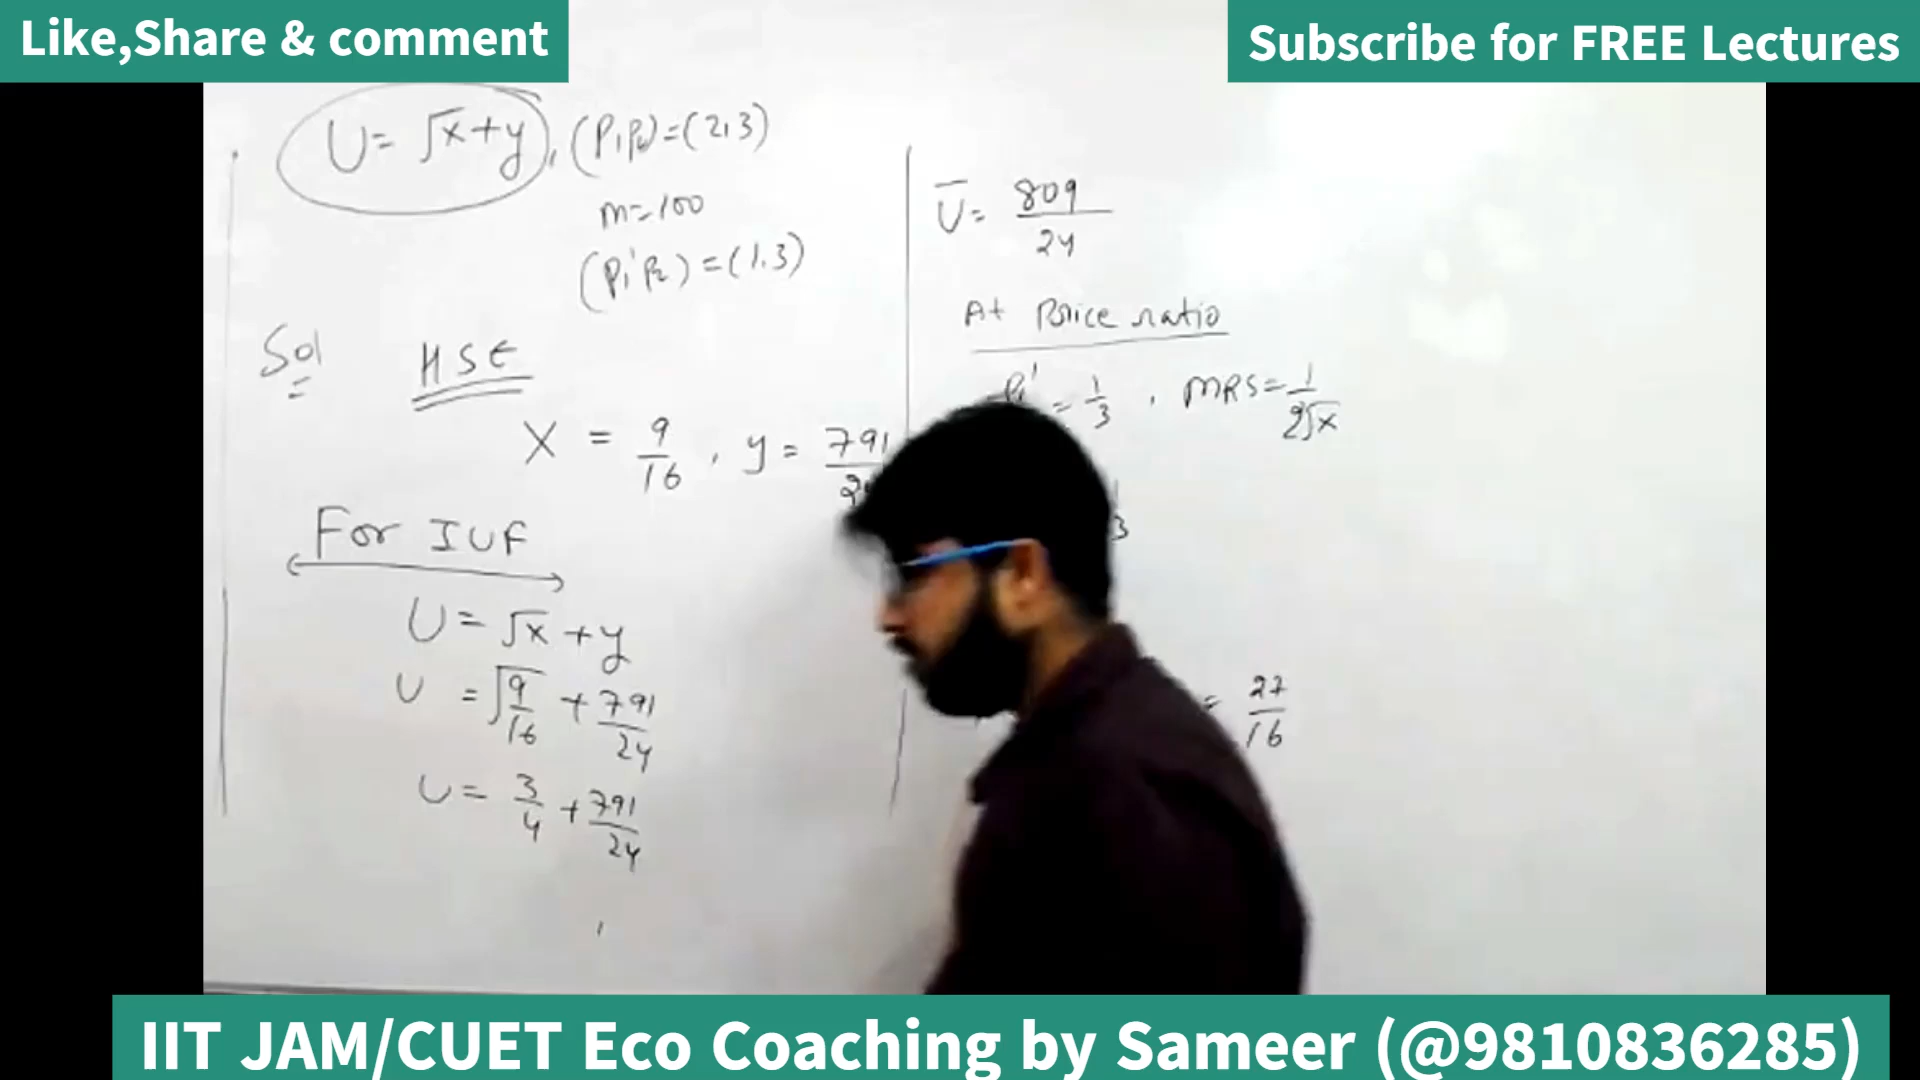 Like,Share & comment
Subscribe for FREE Lectures
U = √x+y, (P₁P₂)=(2,3)
m=100
(P₁'P₂) = (1.3)
Sol
HSE
X = 9/16, y = 791/
For IUF
U = √x + y
U = √9/16 + 791/24
U = 3/4 + 791/24
U̅ = 809/24
At Price ratio
P₁' = 1/3, MRS = 1/2√x
3
= 27/16
IIT JAM/CUET Eco Coaching by Sameer (@9810836285)